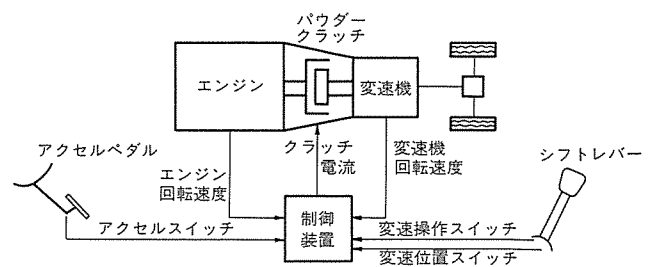 パウダー
クラッチ
エンジン
変速機
アクセルペダル
エンジン
回転速度
クラッチ
電流
変速機
回転速度
シフトレバー
アクセルスイッチ
制御
装置
変速操作スイッチ
変速位置スイッチ